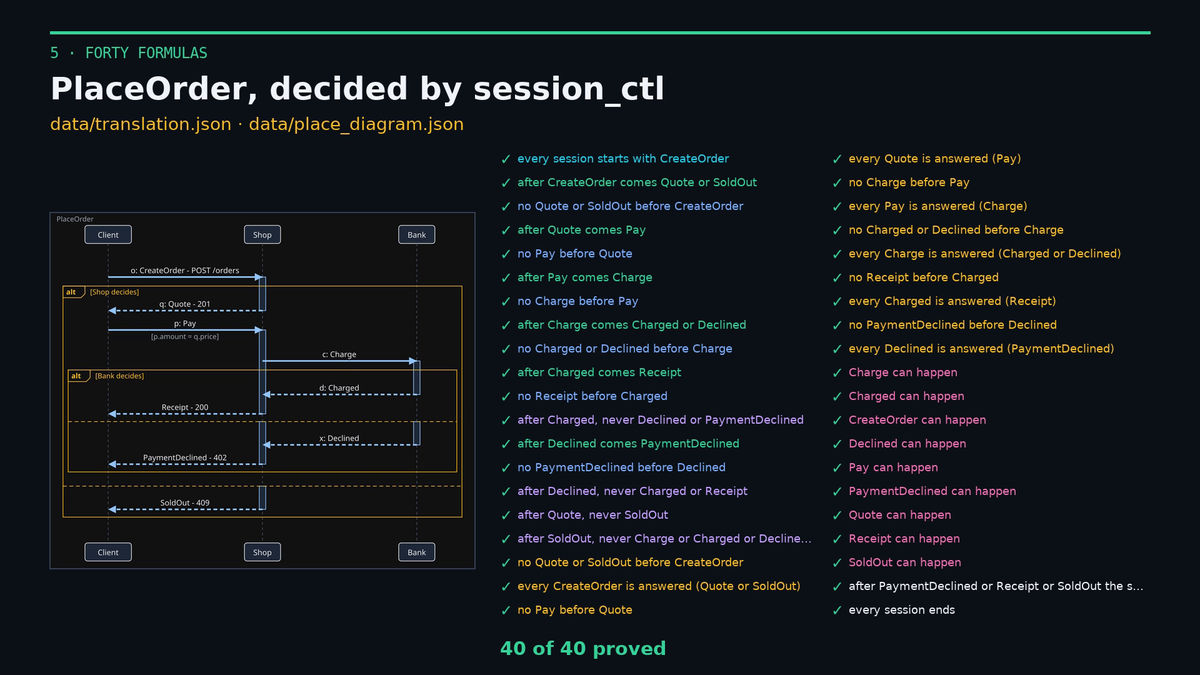 5 · FORTY FORMULAS
PlaceOrder, decided by session_ctl
data/translation.json · data/place_diagram.json
PlaceOrder
Client
Shop
Bank
o: CreateOrder - POST /orders
alt
[Shop decides]
q: Quote - 201
p: Pay
[p.amount = q.price]
c: Charge
alt
[Bank decides]
d: Charged
Receipt - 200
x: Declined
PaymentDeclined - 402
SoldOut - 409
Client
Shop
Bank
✓ every session starts with CreateOrder
✓ after CreateOrder comes Quote or SoldOut
✓ no Quote or SoldOut before CreateOrder
✓ after Quote comes Pay
✓ no Pay before Quote
✓ after Pay comes Charge
✓ no Charge before Pay
✓ after Charge comes Charged or Declined
✓ no Charged or Declined before Charge
✓ after Charged comes Receipt
✓ no Receipt before Charged
✓ after Charged, never Declined or PaymentDeclined
✓ after Declined comes PaymentDeclined
✓ no PaymentDeclined before Declined
✓ after Declined, never Charged or Receipt
✓ after Quote, never SoldOut
✓ after SoldOut, never Charge or Charged or Decline…
✓ no Quote or SoldOut before CreateOrder
✓ every CreateOrder is answered (Quote or SoldOut)
✓ no Pay before Quote
✓ every Quote is answered (Pay)
✓ no Charge before Pay
✓ every Pay is answered (Charge)
✓ no Charged or Declined before Charge
✓ every Charge is answered (Charged or Declined)
✓ no Receipt before Charged
✓ every Charged is answered (Receipt)
✓ no PaymentDeclined before Declined
✓ every Declined is answered (PaymentDeclined)
✓ Charge can happen
✓ Charged can happen
✓ CreateOrder can happen
✓ Declined can happen
✓ Pay can happen
✓ PaymentDeclined can happen
✓ Quote can happen
✓ Receipt can happen
✓ SoldOut can happen
✓ after PaymentDeclined or Receipt or SoldOut the s…
✓ every session ends
40 of 40 proved